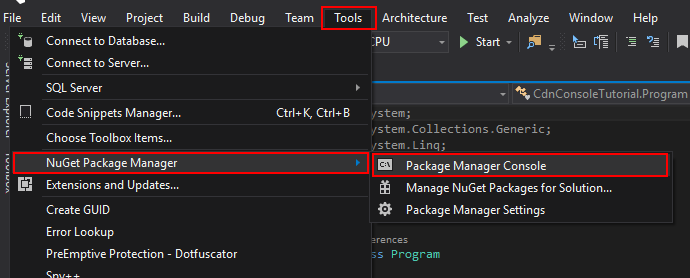 File Edit View Project Build Debug Team Tools Architecture Test Analyze Window
Connect to Database...
CPU Start
Connect to Server...
SQL Server
CdnConsoleTutorial.Program
Code Snippets Manager... Ctrl+K, Ctrl+B
ystem;
ystem.Collections.Generic;
Choose Toolbox Items...
ystem.Linq;
NuGet Package Manager
Package Manager Console
Extensions and Updates...
Manage NuGet Packages for Solution...
Create GUID
Package Manager Settings
Error Lookup
erences
PreEmptive Protection - Dotfuscator
ss Program
Spy++
Server Explorer
Toolbox